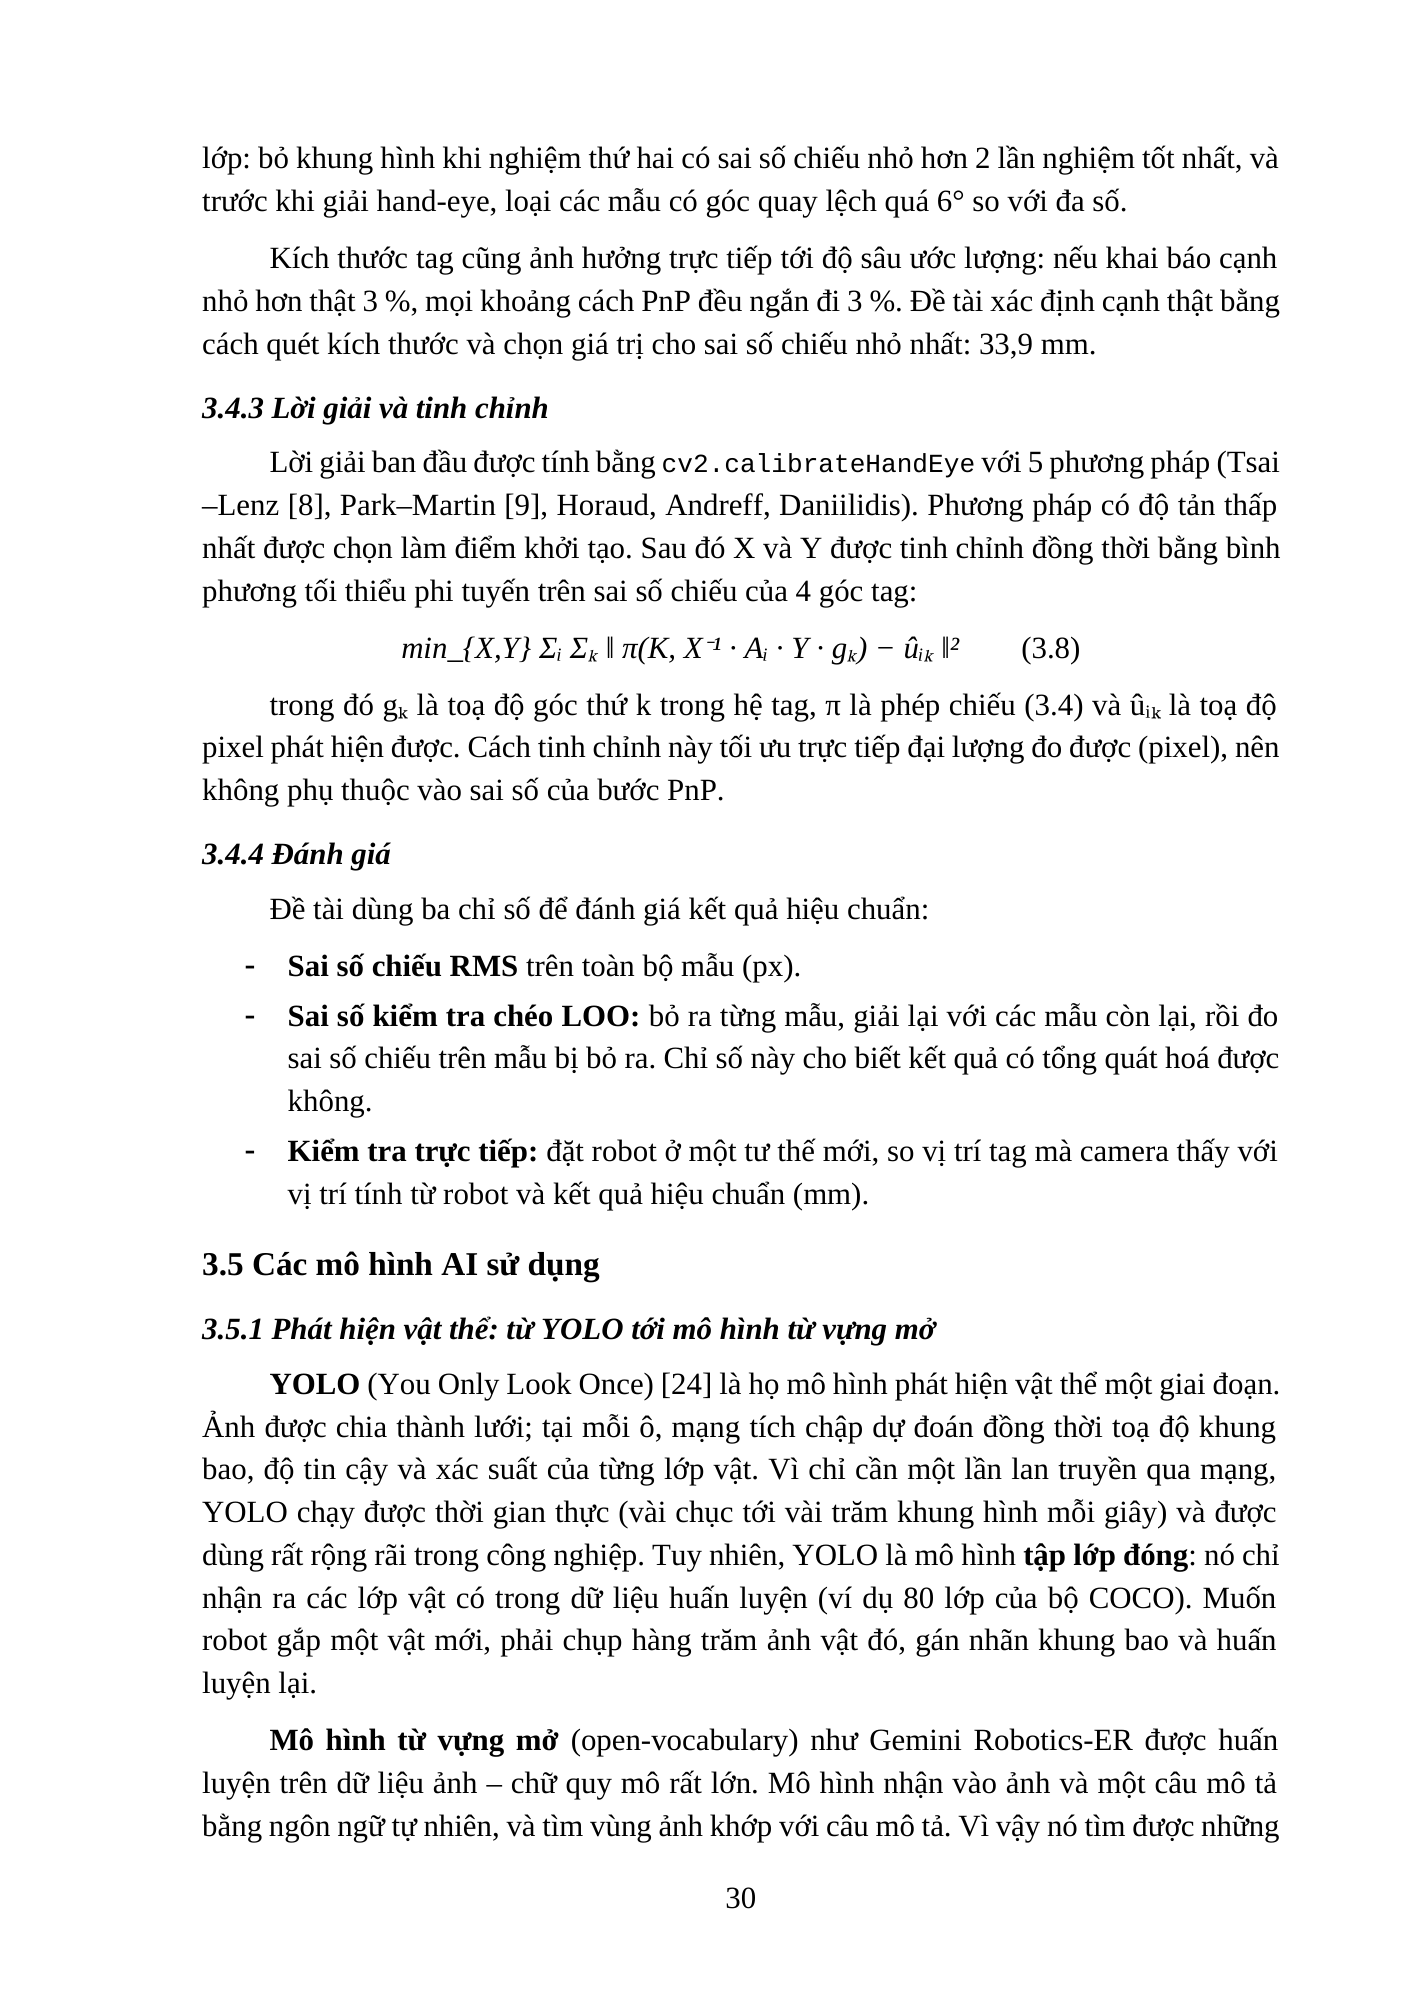 lớp: bỏ khung hình khi nghiệm thứ hai có sai số chiếu nhỏ hơn 2 lần nghiệm tốt nhất, và
trước khi giải hand-eye, loại các mẫu có góc quay lệch quá 6° so với đa số.
Kích thước tag cũng ảnh hưởng trực tiếp tới độ sâu ước lượng: nếu khai báo cạnh
nhỏ hơn thật 3 %, mọi khoảng cách PnP đều ngắn đi 3 %. Đề tài xác định cạnh thật bằng
cách quét kích thước và chọn giá trị cho sai số chiếu nhỏ nhất: 33,9 mm.
3.4.3 Lời giải và tinh chỉnh
Lời giải ban đầu được tính bằng cv2.calibrateHandEye với 5 phương pháp (Tsai
–Lenz [8], Park–Martin [9], Horaud, Andreff, Daniilidis). Phương pháp có độ tản thấp
nhất được chọn làm điểm khởi tạo. Sau đó X và Y được tinh chỉnh đồng thời bằng bình
phương tối thiểu phi tuyến trên sai số chiếu của 4 góc tag:
min_{X,Y} Σᵢ Σₖ ‖ π(K, X⁻¹ · Aᵢ · Y · gₖ) − ûᵢₖ ‖² (3.8)
trong đó gₖ là toạ độ góc thứ k trong hệ tag, π là phép chiếu (3.4) và ûᵢₖ là toạ độ
pixel phát hiện được. Cách tinh chỉnh này tối ưu trực tiếp đại lượng đo được (pixel), nên
không phụ thuộc vào sai số của bước PnP.
3.4.4 Đánh giá
Đề tài dùng ba chỉ số để đánh giá kết quả hiệu chuẩn:
- Sai số chiếu RMS trên toàn bộ mẫu (px).
- Sai số kiểm tra chéo LOO: bỏ ra từng mẫu, giải lại với các mẫu còn lại, rồi đo
sai số chiếu trên mẫu bị bỏ ra. Chỉ số này cho biết kết quả có tổng quát hoá được
không.
- Kiểm tra trực tiếp: đặt robot ở một tư thế mới, so vị trí tag mà camera thấy với
vị trí tính từ robot và kết quả hiệu chuẩn (mm).
3.5 Các mô hình AI sử dụng
3.5.1 Phát hiện vật thể: từ YOLO tới mô hình từ vựng mở
YOLO (You Only Look Once) [24] là họ mô hình phát hiện vật thể một giai đoạn.
Ảnh được chia thành lưới; tại mỗi ô, mạng tích chập dự đoán đồng thời toạ độ khung
bao, độ tin cậy và xác suất của từng lớp vật. Vì chỉ cần một lần lan truyền qua mạng,
YOLO chạy được thời gian thực (vài chục tới vài trăm khung hình mỗi giây) và được
dùng rất rộng rãi trong công nghiệp. Tuy nhiên, YOLO là mô hình tập lớp đóng: nó chỉ
nhận ra các lớp vật có trong dữ liệu huấn luyện (ví dụ 80 lớp của bộ COCO). Muốn
robot gắp một vật mới, phải chụp hàng trăm ảnh vật đó, gán nhãn khung bao và huấn
luyện lại.
Mô hình từ vựng mở (open-vocabulary) như Gemini Robotics-ER được huấn
luyện trên dữ liệu ảnh – chữ quy mô rất lớn. Mô hình nhận vào ảnh và một câu mô tả
bằng ngôn ngữ tự nhiên, và tìm vùng ảnh khớp với câu mô tả. Vì vậy nó tìm được những
30